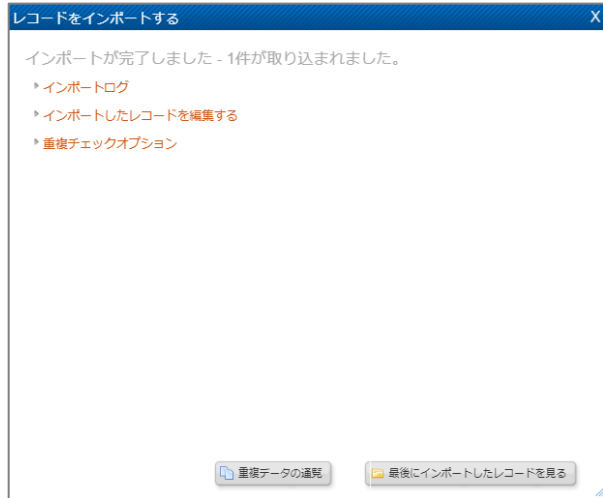 レコードをインポートする X
インポートが完了しました - 1件が取り込まれました。
インポートログ
インポートしたレコードを編集する
重複チェックオプション
重複データの通覧 最後にインポートしたレコードを見る